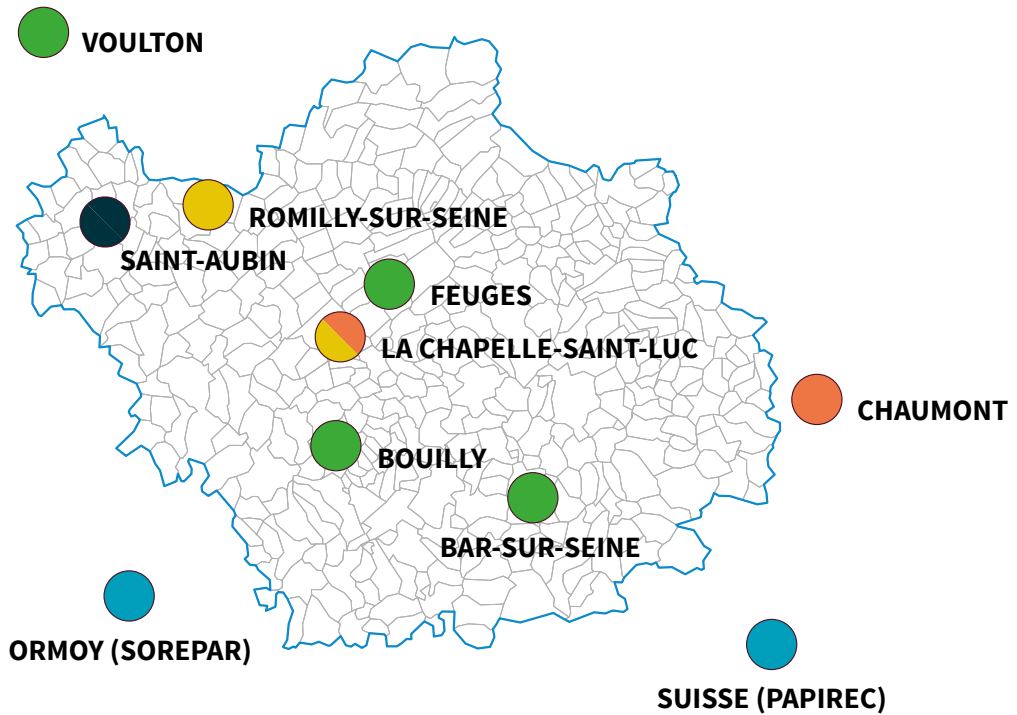 VOULTON
ROMILLY-SUR-SEINE
SAINT-AUBIN
FEUGES
LA CHAPELLE-SAINT-LUC
CHAUMONT
BOUILLY
BAR-SUR-SEINE
ORMOY (SOREPAR)
SUISSE (PAPIREC)